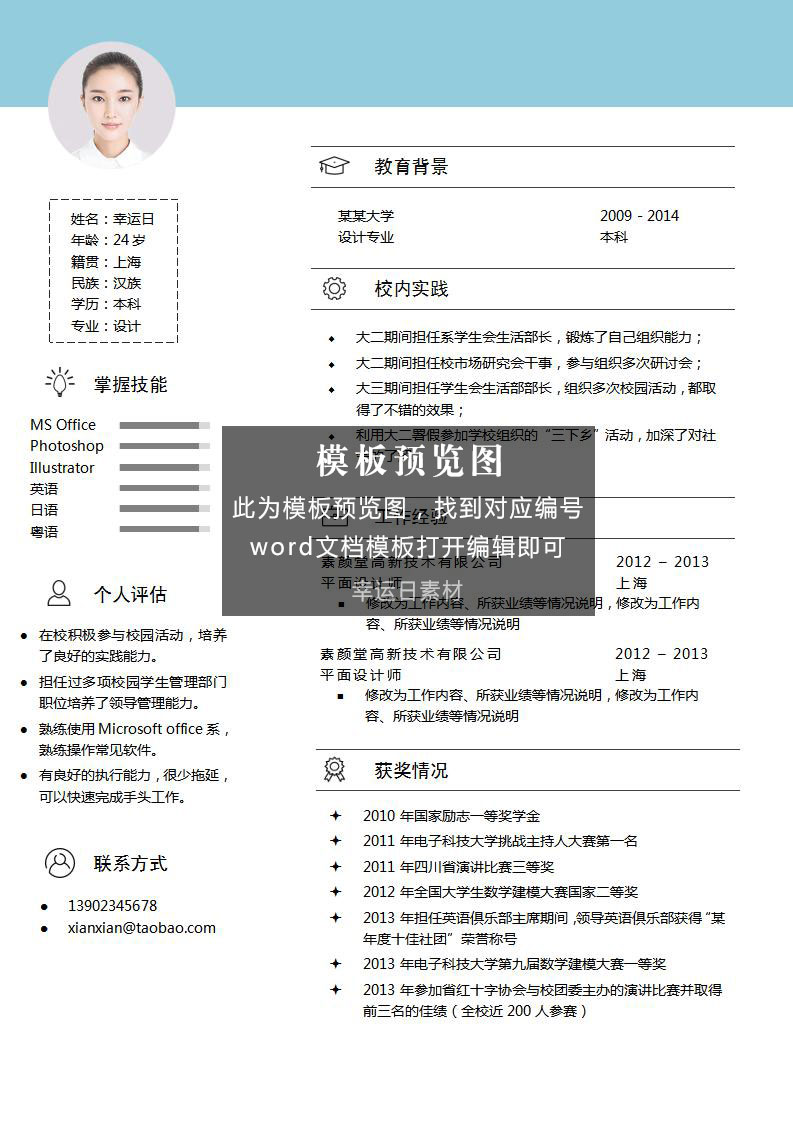 姓名：幸运日
年龄：24 岁
籍贯：上海
民族：汉族
学历：本科
专业：设计
掌握技能
MS Office
Photoshop
Illustrator
英语
日语
粤语
个人评估
在校积极参与校园活动，培养
了良好的实践能力。
担任过多项校园学生管理部门
职位培养了领导管理能力。
熟练使用 Microsoft office 系，
熟练操作常见软件。
有良好的执行能力，很少拖延，
可以快速完成手头工作。
联系方式
13902345678
xianxian@taobao.com
教育背景
某某大学 2009 - 2014
设计专业 本科
校内实践
大二期间担任系学生会生活部长，锻炼了自己组织能力；
大二期间担任校市场研究会干事，参与组织多次研讨会；
大三期间担任学生会生活部部长，组织多次校园活动，都取
得了不错的效果；
利用大二暑假参加学校组织的“三下乡”活动，加深了对社
模板预览图
此为模板预览图，找到对应编号
word文档模板打开编辑即可
幸运日素材
工作经验
素颜堂高新技术有限公司 2012 – 2013
平面设计师 上海
修改为工作内容、所获业绩等情况说明，修改为工作内
容、所获业绩等情况说明
素颜堂高新技术有限公司 2012 – 2013
平面设计师 上海
修改为工作内容、所获业绩等情况说明，修改为工作内
容、所获业绩等情况说明
获奖情况
2010 年国家励志一等奖学金
2011 年电子科技大学挑战主持人大赛第一名
2011 年四川省演讲比赛三等奖
2012 年全国大学生数学建模大赛国家二等奖
2013 年担任英语俱乐部主席期间，领导英语俱乐部获得“某
年度十佳社团” 荣誉称号
2013 年电子科技大学第九届数学建模大赛一等奖
2013 年参加省红十字协会与校团委主办的演讲比赛并取得
前三名的佳绩（全校近 200 人参赛）